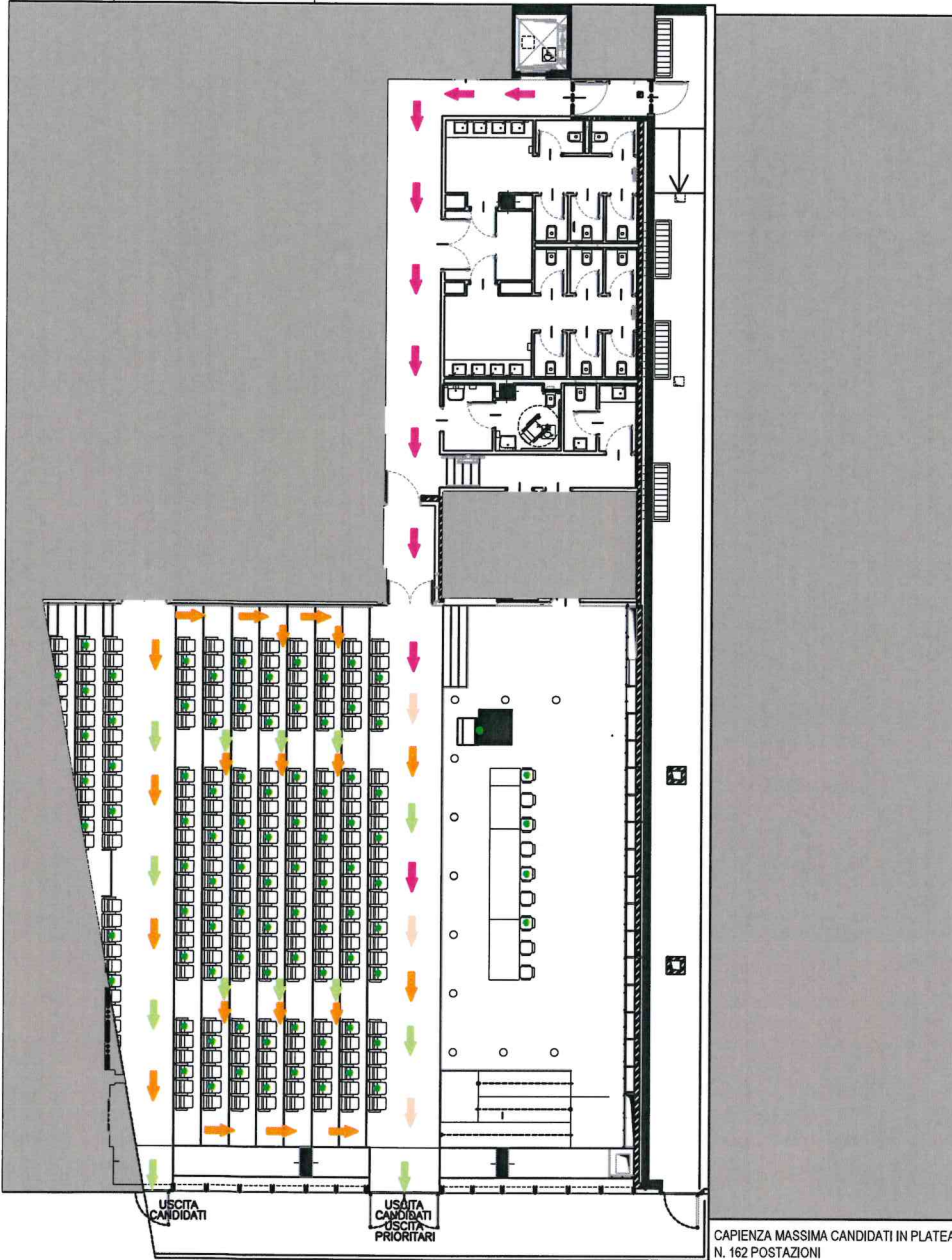 USCITA
CANDIDATI
USCITA
CANDIDATI
USCITA
PRIORITARI
CAPIENZA MASSIMA CANDIDATI IN PLATEA
N. 162 POSTAZIONI